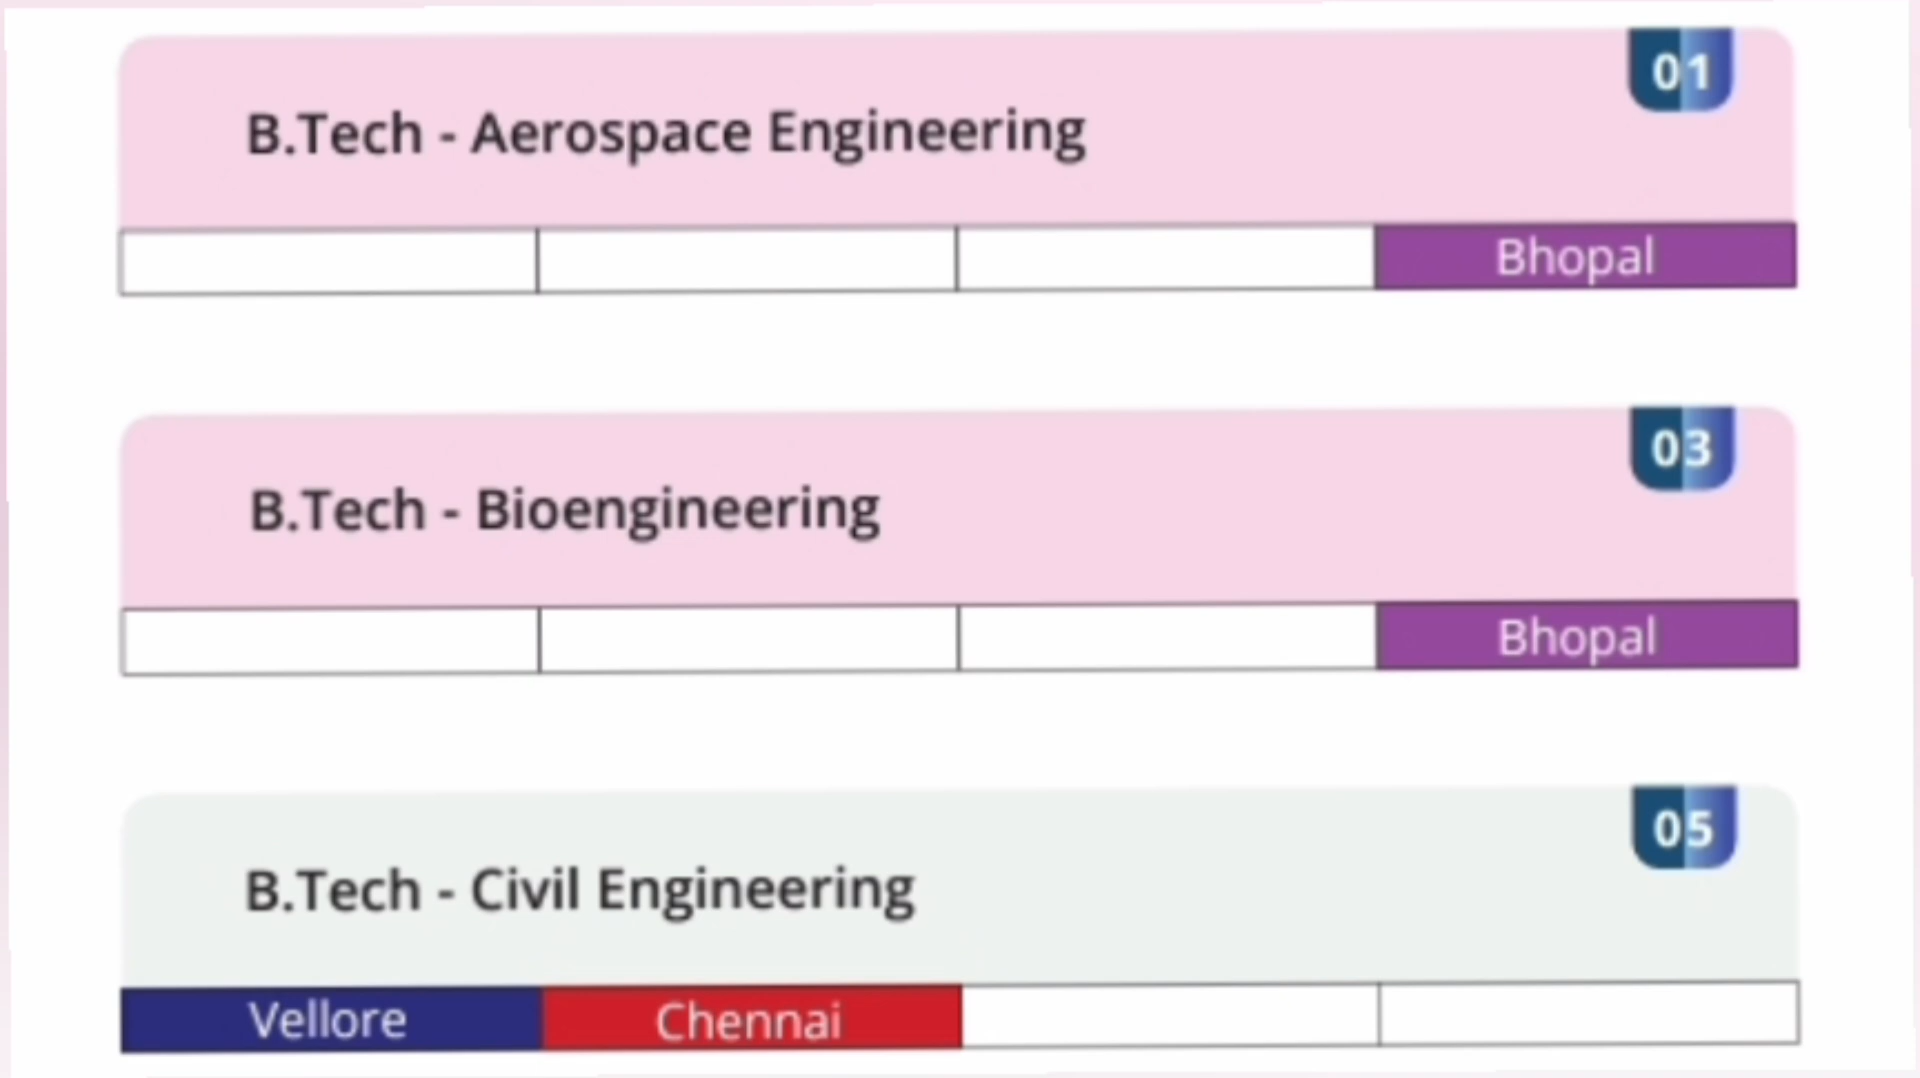 01
B.Tech - Aerospace Engineering
Bhopal
03
B.Tech - Bioengineering
Bhopal
05
B.Tech - Civil Engineering
Vellore Chennai